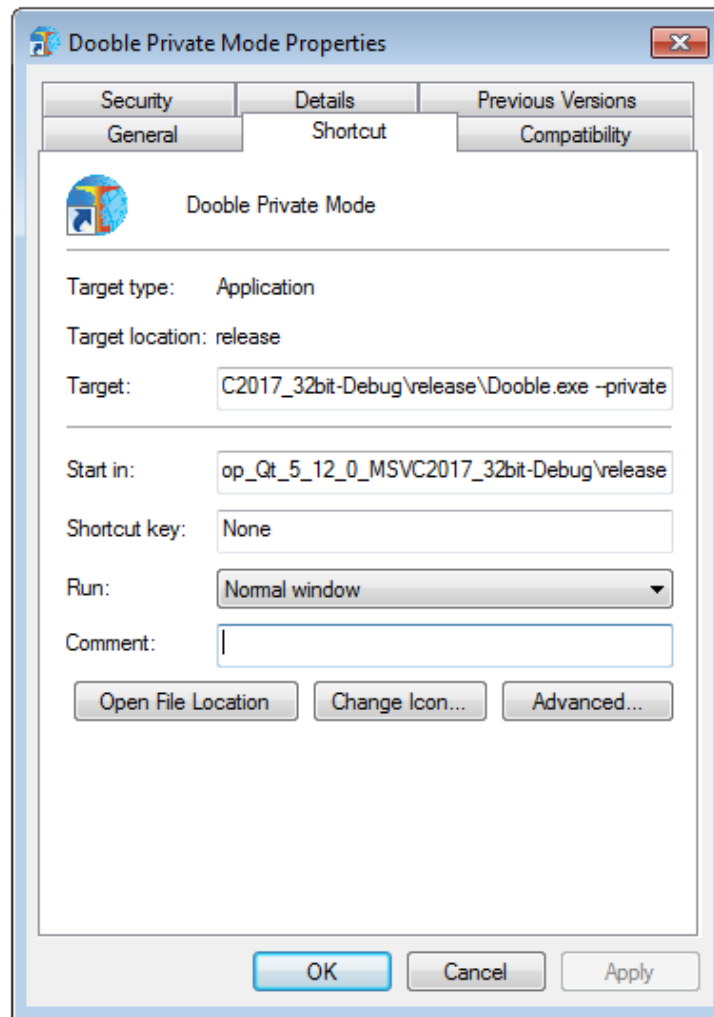 Dooble Private Mode Properties
Security Details Previous Versions
General Shortcut Compatibility
Dooble Private Mode
Target type: Application
Target location: release
Target: C2017_32bit-Debug\release\Dooble.exe --private
Start in: op_Qt_5_12_0_MSVC2017_32bit-Debug\release
Shortcut key: None
Run: Normal window
Comment:
Open File Location Change Icon... Advanced...
OK Cancel Apply